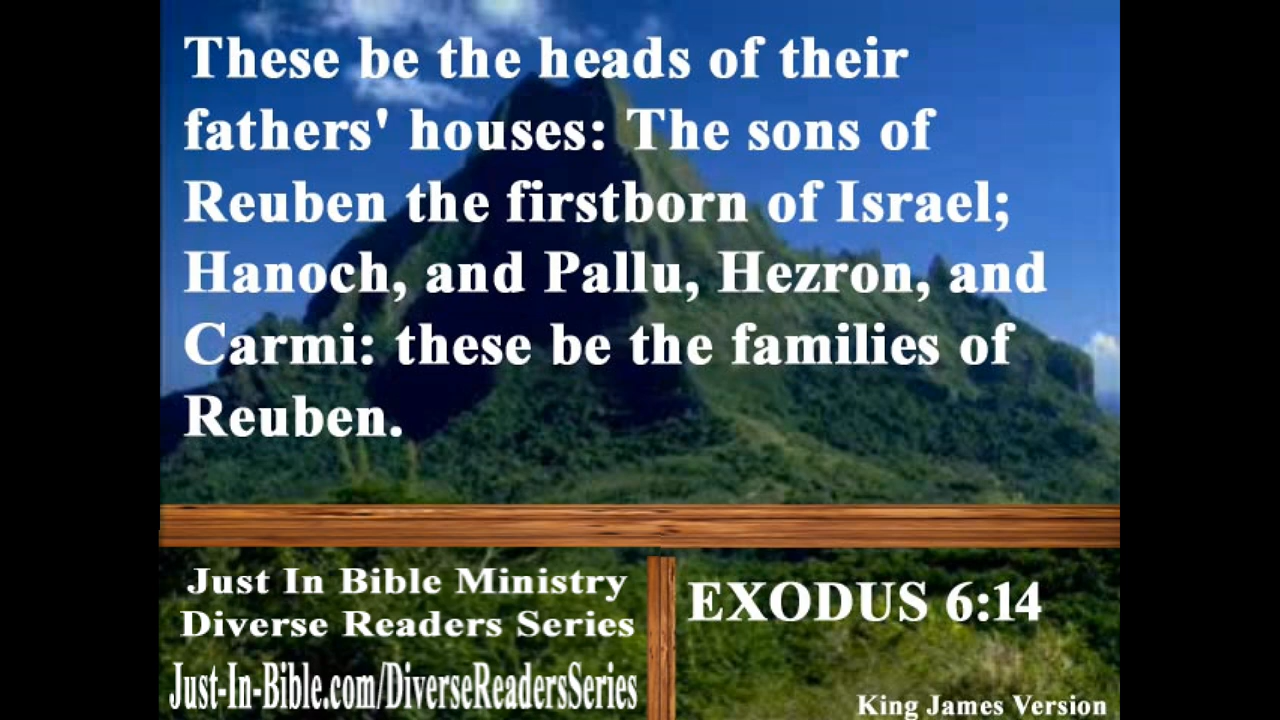 These be the heads of their
fathers' houses: The sons of
Reuben the firstborn of Israel;
Hanoch, and Pallu, Hezron, and
Carmi: these be the families of
Reuben.
Just In Bible Ministry
Diverse Readers Series
Just-In-Bible.com/DiverseReadersSeries
EXODUS 6:14
King James Version